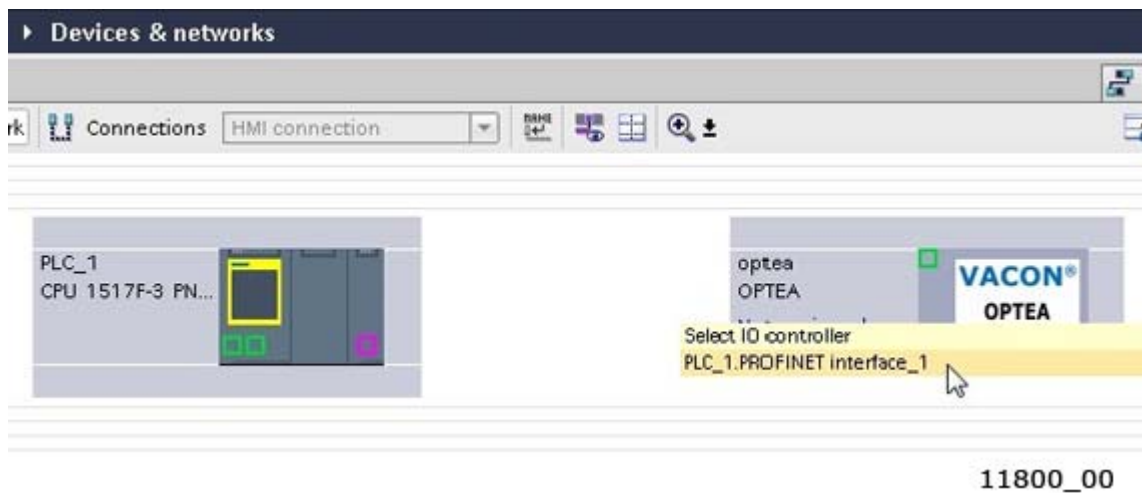 Devices & networks
rk Connections HMI connection
PLC_1
CPU 1517F-3 PN...
optea
OPTEA
VACON®
OPTEA
Select IO controller
PLC_1.PROFINET interface_1
11800_00